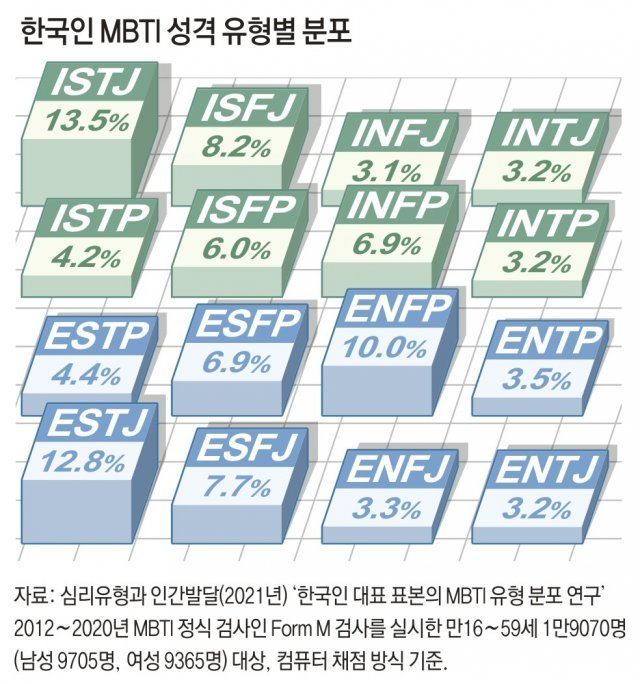 한국인 MBTI 성격 유형별 분포
ISTJ ISFJ INFJ INTJ
13.5% 8.2% 3.1% 3.2%
ISTP ISFP INFP INTP
4.2% 6.0% 6.9% 3.2%
ESTP ESFP ENFP ENTP
4.4% 6.9% 10.0% 3.5%
ESTJ ESFJ ENFJ ENTJ
12.8% 7.7% 3.3% 3.2%
자료: 심리유형과 인간발달(2021년) ‘한국인 대표 표본의 MBTI 유형 분포 연구’
2012~2020년 MBTI 정식 검사인 Form M 검사를 실시한 만16~59세 1만9070명
(남성 9705명, 여성 9365명) 대상, 컴퓨터 채점 방식 기준.